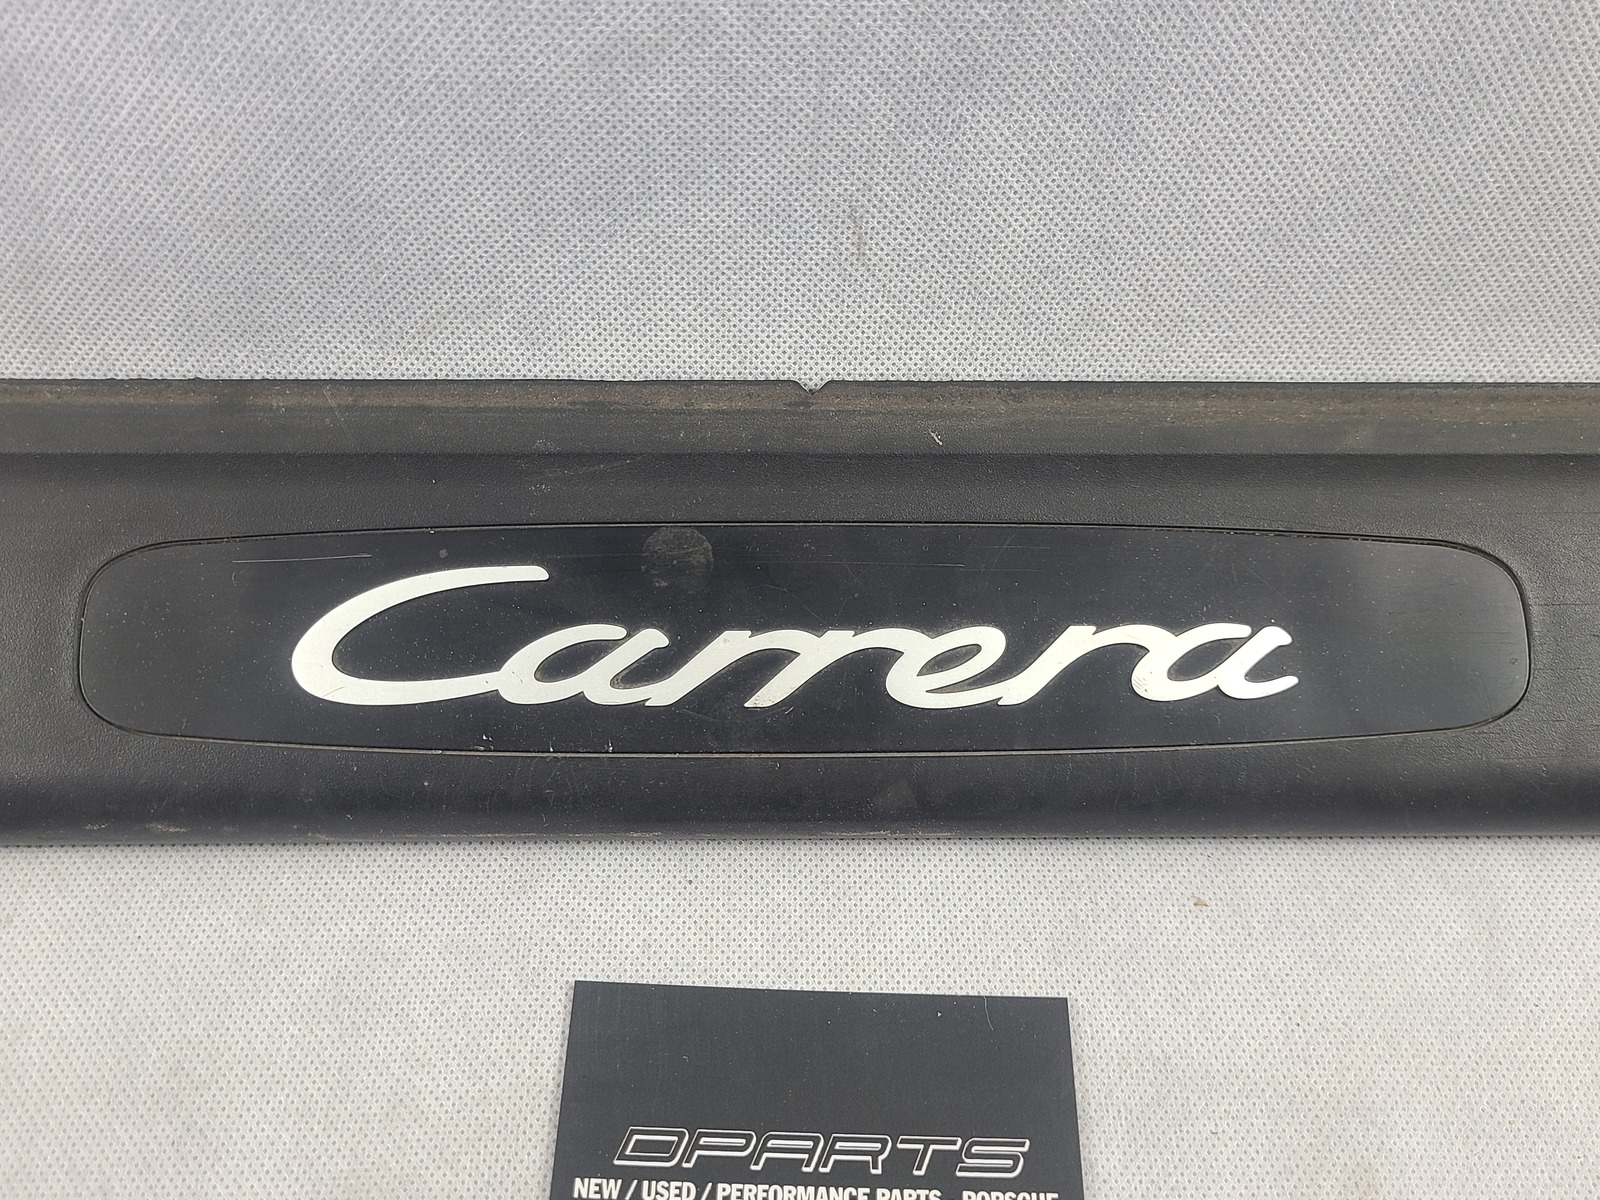 Carrera
DPARTS
NEW / USED / PERFORMANCE PARTS - PORSCHE